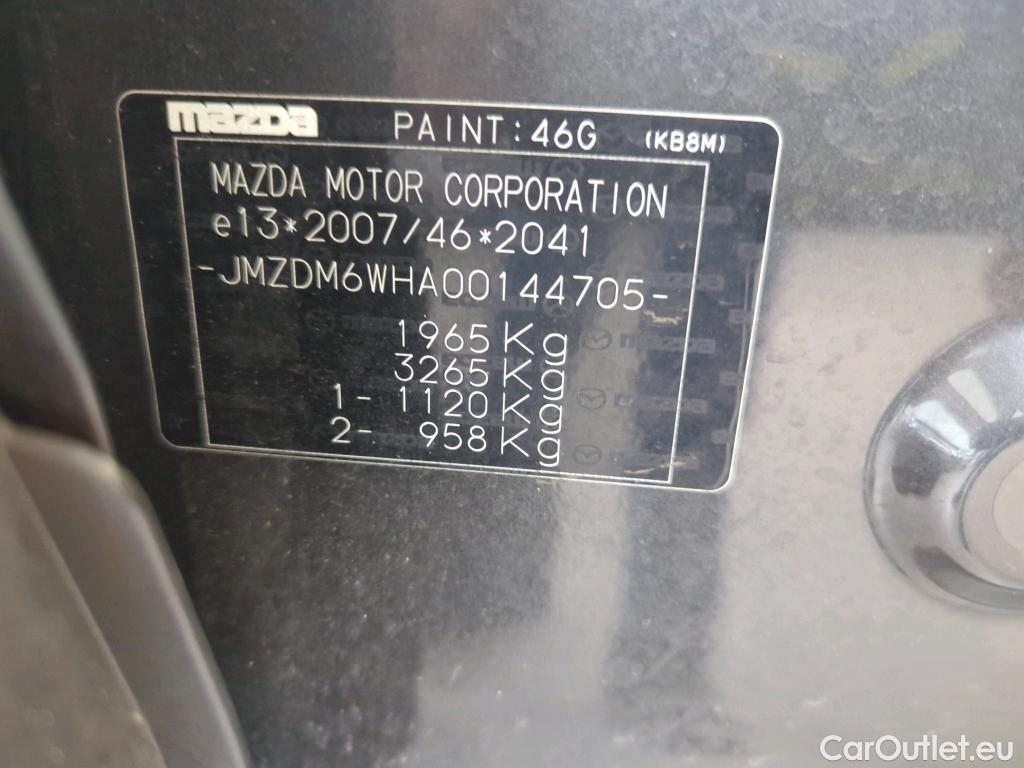 mazda PAINT: 46G (KB8M)
MAZDA MOTOR CORPORATION
e13*2007/46*2041
-JMZDM6WHA00144705-
1965 Kg
3265 Kg
1- 1120 Kg
2- 958 Kg
CarOutlet.eu